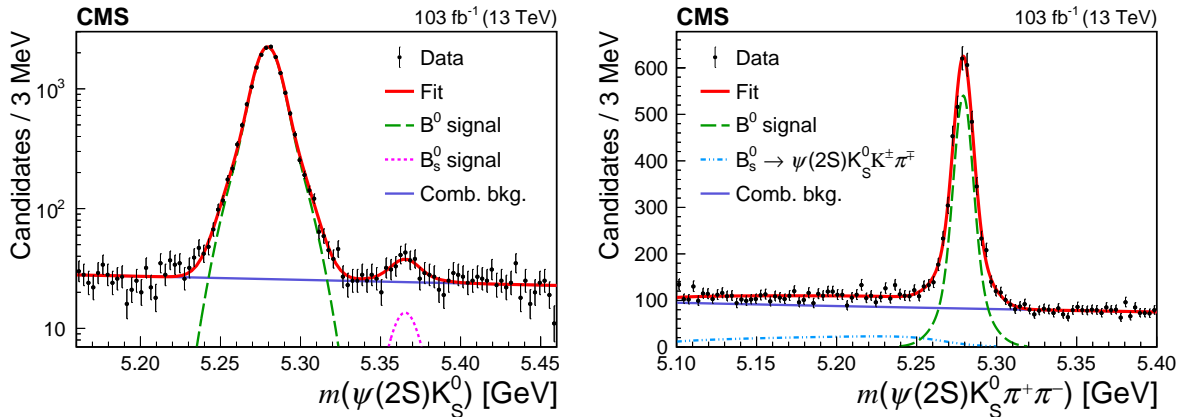 CMS 103 fb⁻¹ (13 TeV)
Candidates / 3 MeV
10³
10²
10
Data
Fit
B⁰ signal
B⁰ₛ signal
Comb. bkg.
5.20 5.25 5.30 5.35 5.40 5.45
m(ψ(2S)K⁰_S) [GeV]
CMS 103 fb⁻¹ (13 TeV)
Candidates / 3 MeV
600
500
400
300
200
100
0
Data
Fit
B⁰ signal
B⁰ₛ → ψ(2S)K⁰_S K^±π^∓
Comb. bkg.
5.10 5.15 5.20 5.25 5.30 5.35 5.40
m(ψ(2S)K⁰_S π⁺π⁻) [GeV]